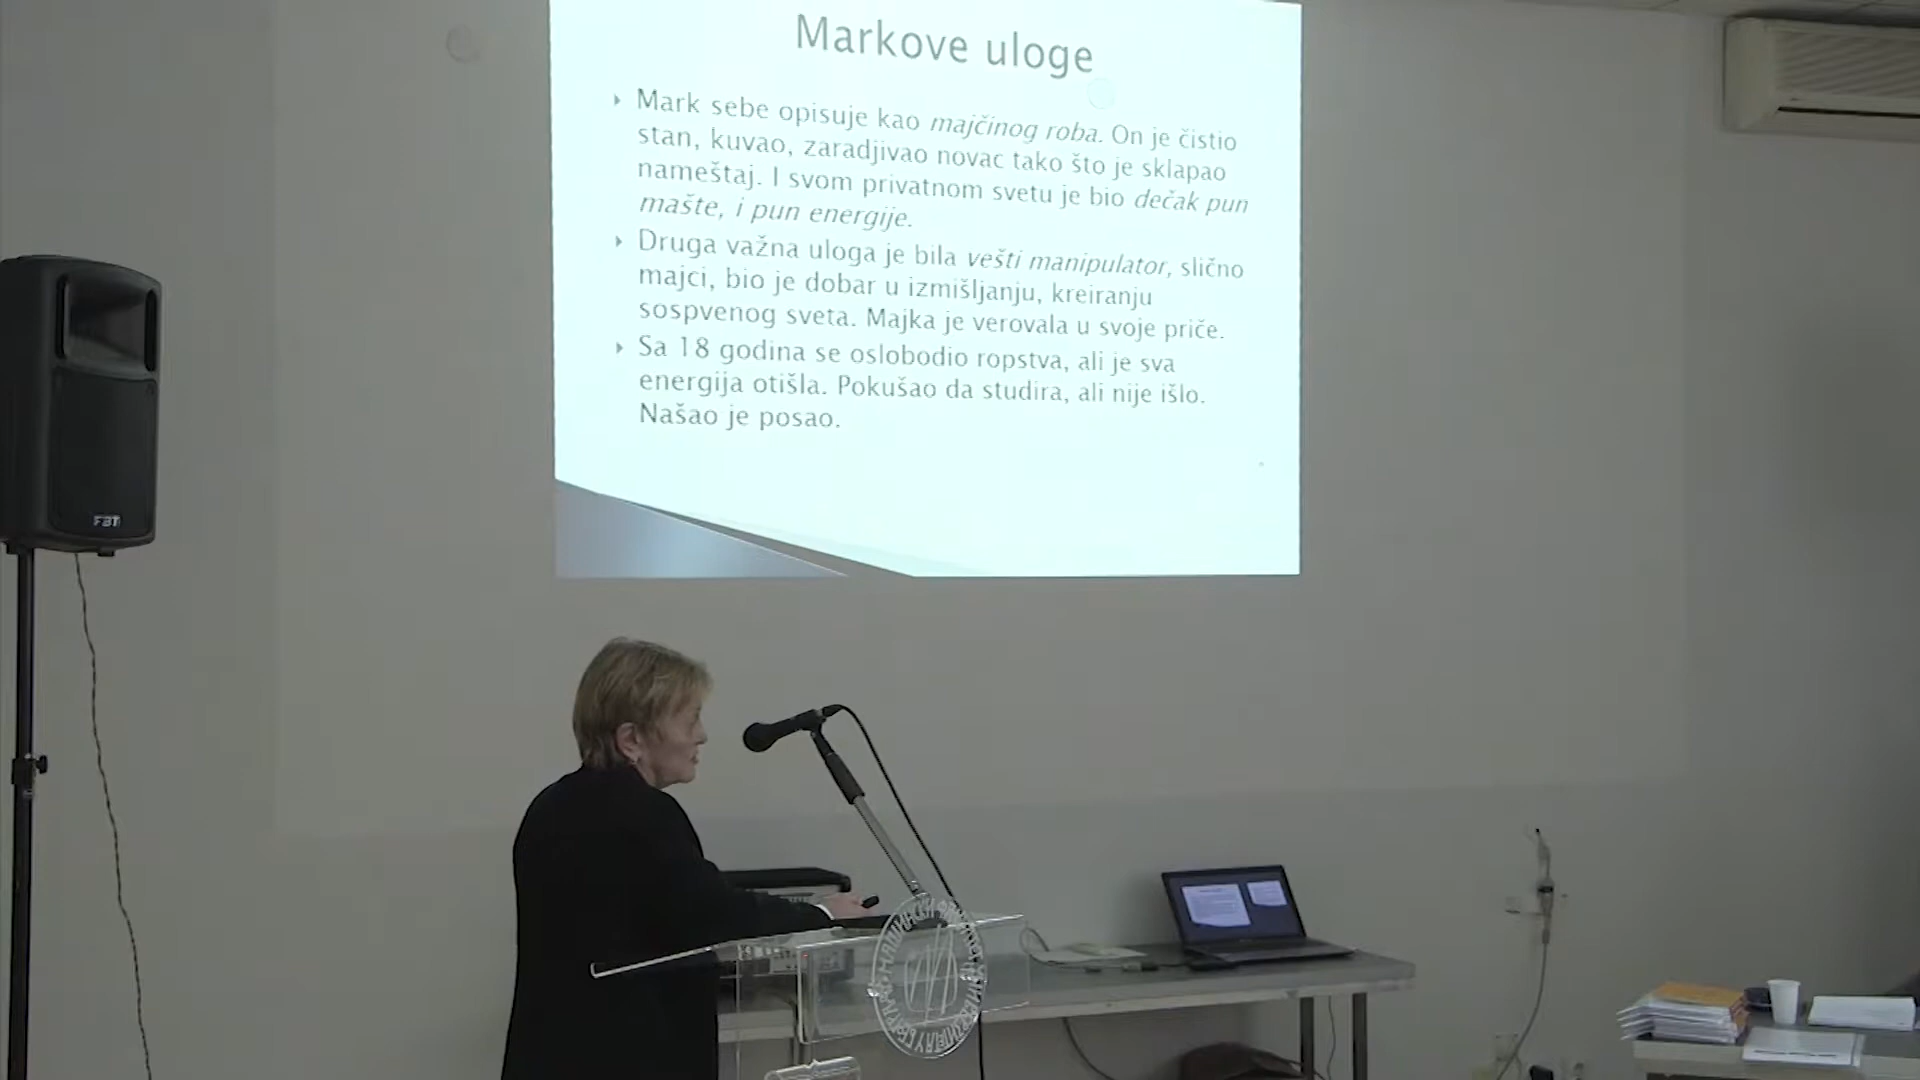 Markove uloge
Mark sebe opisuje kao majčinog roba. On je čistio
stan, kuvao, zaradjivao novac tako što je sklapao
nameštaj. I svom privatnom svetu je bio dečak pun
mašte, i pun energije.
Druga važna uloga je bila vešti manipulator, slično
majci, bio je dobar u izmišljanju, kreiranju
sospvenog sveta. Majka je verovala u svoje priče.
Sa 18 godina se oslobodio ropstva, ali je sva
energija otišla. Pokušao da studira, ali nije išlo.
Našao je posao.
FBT